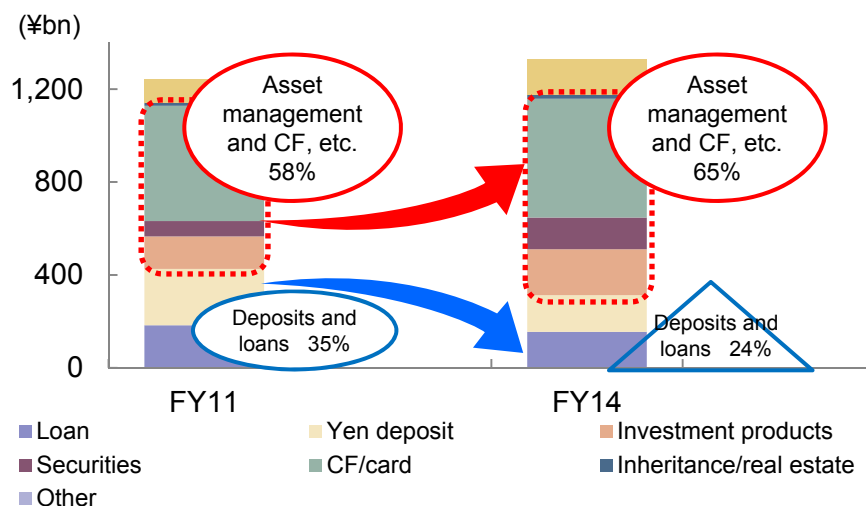 (¥bn)
1,200
800
400
0
Asset
management
and CF, etc.
58%
Asset
management
and CF, etc.
65%
Deposits and
loans 35%
Deposits and
loans 24%
FY11
FY14
Loan
Yen deposit
Investment products
Securities
CF/card
Inheritance/real estate
Other